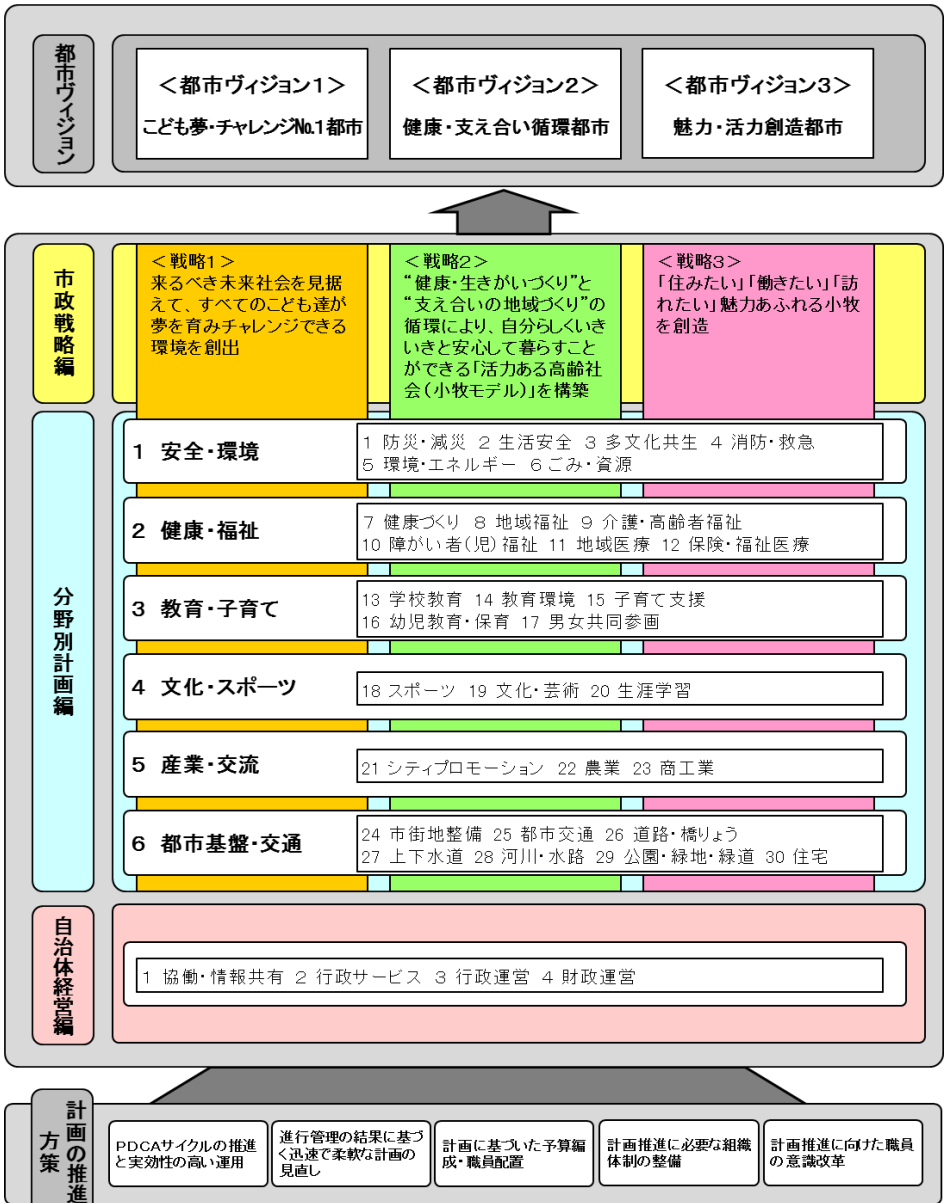 都市ヴィジョン
＜都市ヴィジョン１＞
こども夢・チャレンジ№1都市
＜都市ヴィジョン２＞
健康・支え合い循環都市
＜都市ヴィジョン３＞
魅力・活力創造都市
市政戦略編
＜戦略１＞
来るべき未来社会を見据
えて、すべてのこども達が
夢を育みチャレンジできる
環境を創出
＜戦略２＞
“健康・生きがいづくり”と
“支え合いの地域づくり”の
循環により、自分らしくいき
いきと安心して暮らすこと
ができる「活力ある高齢社
会（小牧モデル）」を構築
＜戦略３＞
「住みたい」「働きたい」「訪
れたい」魅力あふれる小牧
を創造
分野別計画編
1 安全・環境
1 防災・減災 2 生活安全 3 多文化共生 4 消防・救急
5 環境・エネルギー 6 ごみ・資源
2 健康・福祉
7 健康づくり 8 地域福祉 9 介護・高齢者福祉
10 障がい者（児）福祉 11 地域医療 12 保険・福祉医療
3 教育・子育て
13 学校教育 14 教育環境 15 子育て支援
16 幼児教育・保育 17 男女共同参画
4 文化・スポーツ
18 スポーツ 19 文化・芸術 20 生涯学習
5 産業・交流
21 シティプロモーション 22 農業 23 商工業
6 都市基盤・交通
24 市街地整備 25 都市交通 26 道路・橋りょう
27 上下水道 28 河川・水路 29 公園・緑地・緑道 30 住宅
自治体経営編
1 協働・情報共有 2 行政サービス 3 行政運営 4 財政運営
計画の推進
方策
PDCAサイクルの推進
と実効性の高い運用
進行管理の結果に基づ
く迅速で柔軟な計画の
見直し
計画に基づいた予算編
成・職員配置
計画推進に必要な組織
体制の整備
計画推進に向けた職員
の意識改革